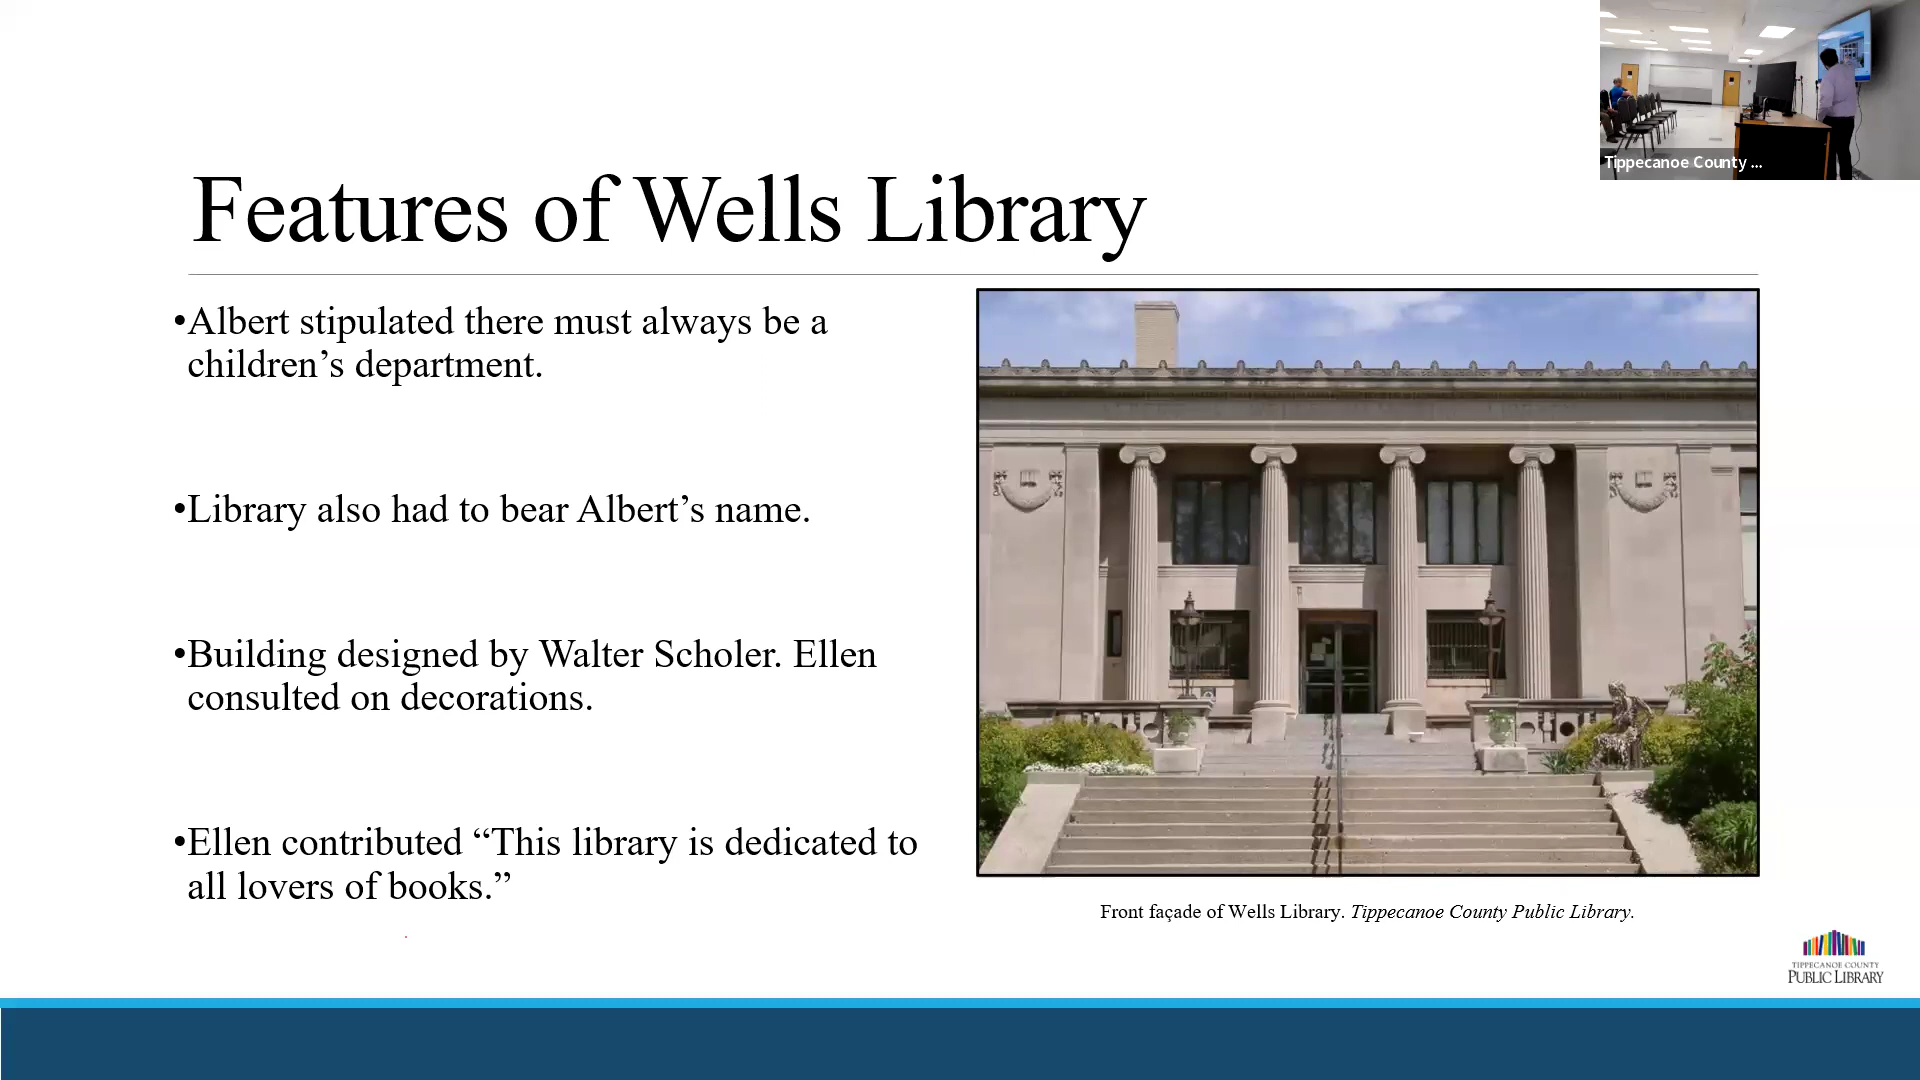 Tippecanoe County ...
Features of Wells Library
•Albert stipulated there must always be a
children’s department.
•Library also had to bear Albert’s name.
•Building designed by Walter Scholer. Ellen
consulted on decorations.
•Ellen contributed “This library is dedicated to
all lovers of books.”
Front façade of Wells Library. Tippecanoe County Public Library.
TIPPECANOE COUNTY
PUBLIC LIBRARY